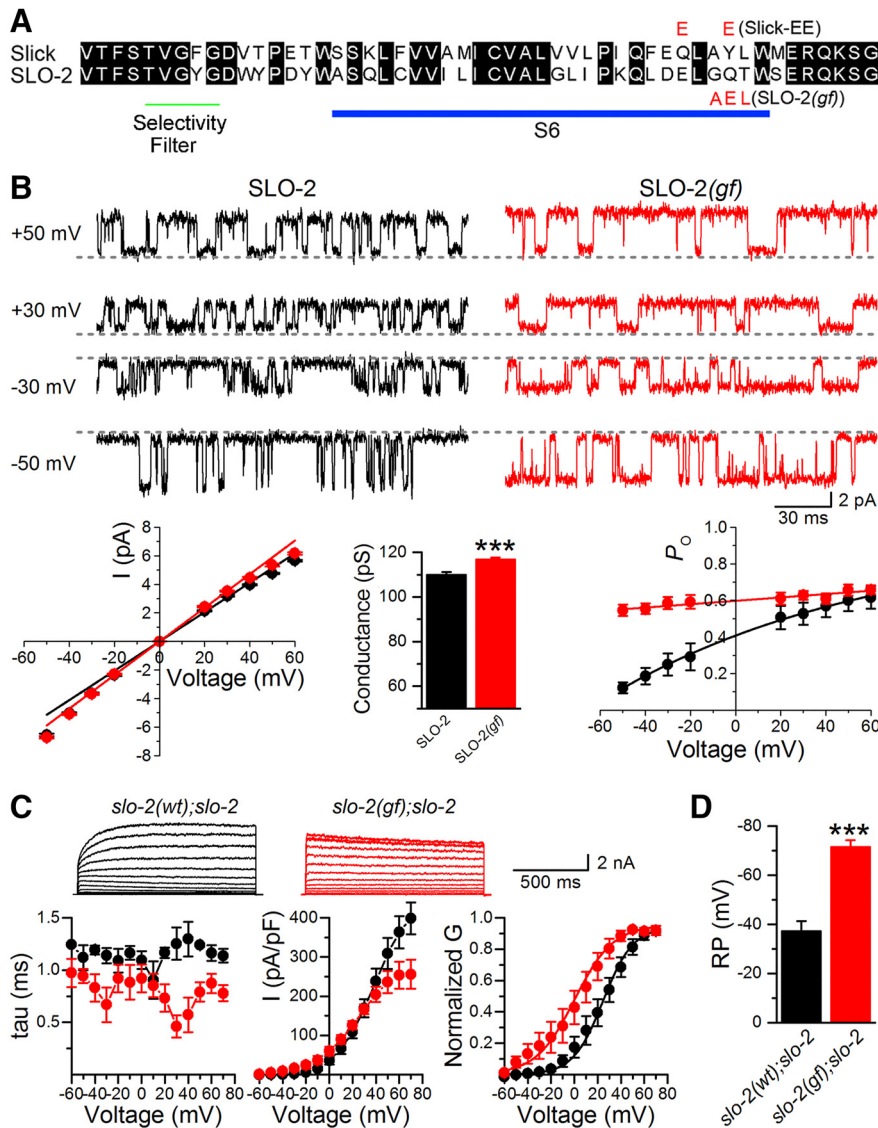 A
E E (Slick-EE)
Slick VTFSTVGFGDVTPETWSSKLFVVAMICVALVVLPIQFEQLAYLWMERQKSG
SLO-2 VTFSTVGYGDWYPDYWASQLCVVILICVALGLIPKQLDELGQTWSERQKSG
AEL (SLO-2(gf))
Selectivity
Filter
S6
B
SLO-2 SLO-2(gf)
+50 mV
+30 mV
-30 mV
-50 mV
2 pA
30 ms
I (pA)
8
6
4
2
-2
-4
-6
-8
-60 -40 -20 0 20 40 60
Voltage (mV)
Conductance (pS)
120
100
80
60
SLO-2
SLO-2(gf)
***
PO
1.0
0.8
0.6
0.4
0.2
-60 -40 -20 0 20 40 60
Voltage (mV)
C
slo-2(wt);slo-2 slo-2(gf);slo-2
2 nA
500 ms
tau (ms)
1.5
1.0
0.5
-60 -40 -20 0 20 40 60 80
Voltage (mV)
I (pA/pF)
400
300
200
100
0
-60 -40 -20 0 20 40 60 80
Voltage (mV)
Normalized G
1.0
0.8
0.6
0.4
0.2
-60 -40 -20 0 20 40 60 80
Voltage (mV)
D
RP (mV)
-80
-60
-40
-20
0
***
slo-2(wt);slo-2
slo-2(gf);slo-2